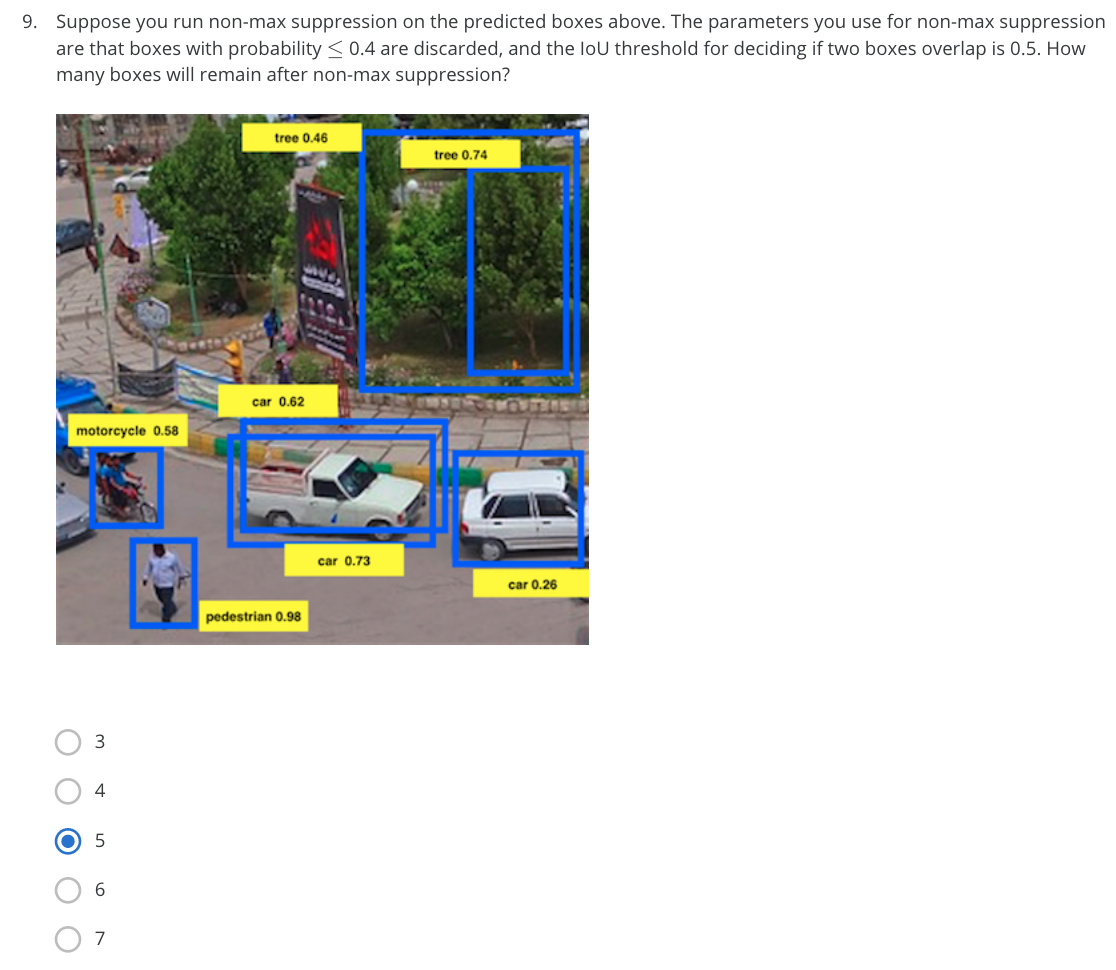 9. Suppose you run non-max suppression on the predicted boxes above. The parameters you use for non-max suppression
are that boxes with probability ≤ 0.4 are discarded, and the IoU threshold for deciding if two boxes overlap is 0.5. How
many boxes will remain after non-max suppression?
tree 0.46
tree 0.74
car 0.62
motorcycle 0.58
car 0.73
car 0.26
pedestrian 0.98
3
4
5
6
7